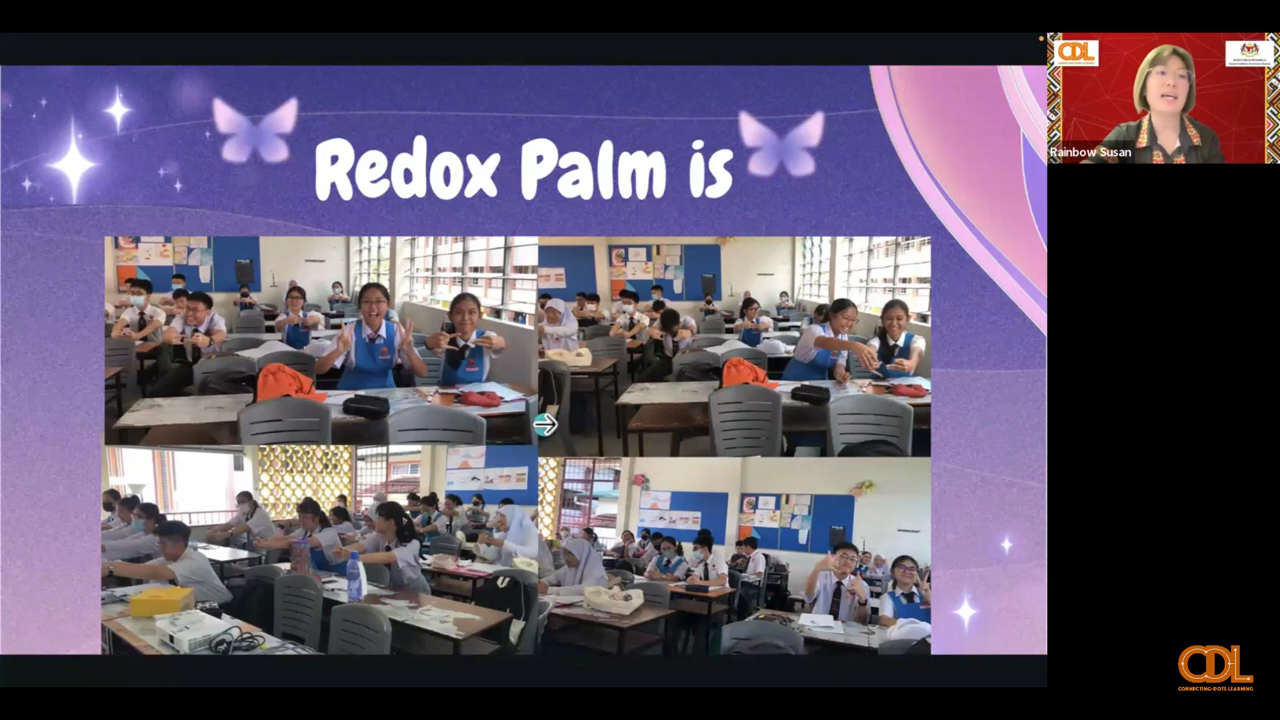 Redox Palm is
CDL
Rainbow Susan
CDL
CONNECTING-DOTS LEARNING